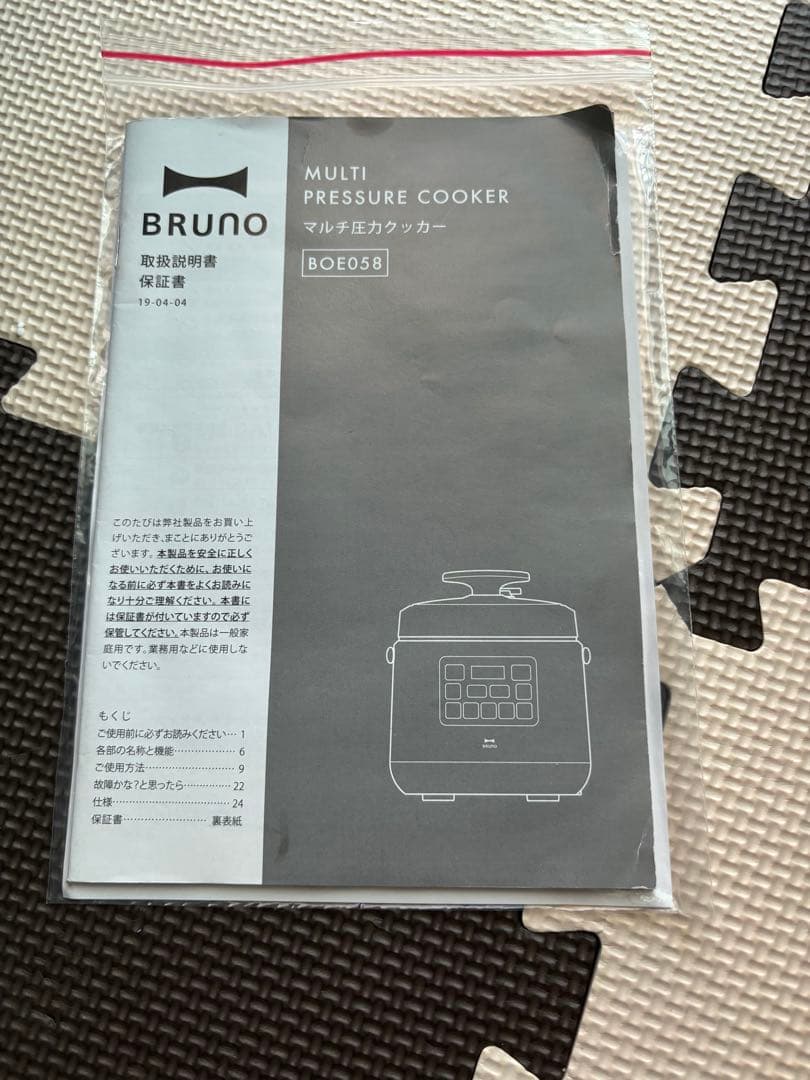 BRUNO
取扱説明書
保証書
19-04-04
MULTI
PRESSURE COOKER
マルチ圧力クッカー
BOE058
このたびは弊社製品をお買い上
げいただき、まことにありがとうご
ざいます。本製品を安全に正しく
お使いいただくために、お使いに
なる前に必ず本書をよくお読みに
なり十分ご理解ください。本書に
は保証書が付いていますので必ず
保管してください。本製品は一般家
庭用です。業務用などに使用しな
いでください。
もくじ
ご使用前に必ずお読みください… 1
各部の名称と機能……………… 6
ご使用方法…………………… 9
故障かな?と思ったら………… 22
仕様………………………… 24
保証書…………………… 裏表紙
BRUNO